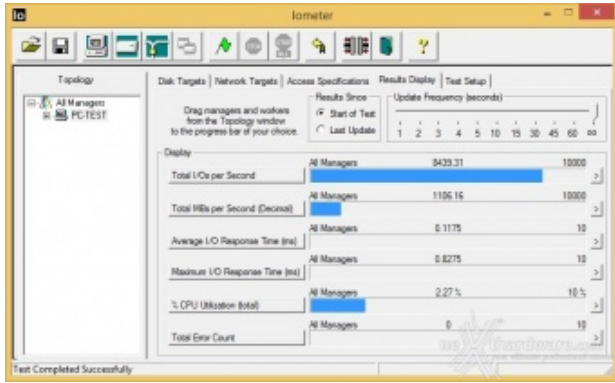 Io
Iometer
Topology
All Managers
PC-TEST
Disk Targets
Network Targets
Access Specifications
Results Display
Test Setup
Drag managers and workers
from the Topology window
to the progress bar of your choice.
Results Since
Start of Test
Last Update
Update Frequency (seconds)
1 2 3 4 5 10 15 30 45 60 ∞
Display
All Managers 8439.31 10000
Total I/Os per Second >
All Managers 1106.16 10000
Total MBs per Second (Decimal) >
All Managers 0.1175 10
Average I/O Response Time (ms) >
All Managers 0.8275 10
Maximum I/O Response Time (ms) >
All Managers 2.27 % 10 %
% CPU Utilization (total) >
All Managers 0 10
Total Error Count >
Test Completed Successfully